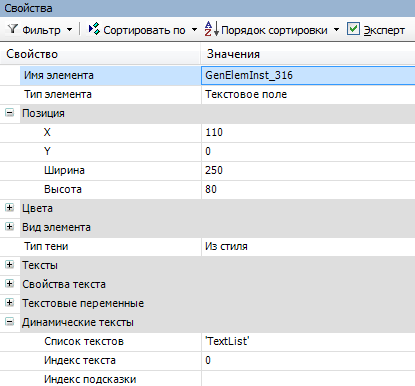 Свойства
Фильтр Сортировать по Порядок сортировки Эксперт
Свойство Значения
Имя элемента GenElemInst_316
Тип элемента Текстовое поле
Позиция
X 110
Y 0
Ширина 250
Высота 80
Цвета
Вид элемента
Тип тени Из стиля
Тексты
Свойства текста
Текстовые переменные
Динамические тексты
Список текстов 'TextList'
Индекс текста 0
Индекс подсказки